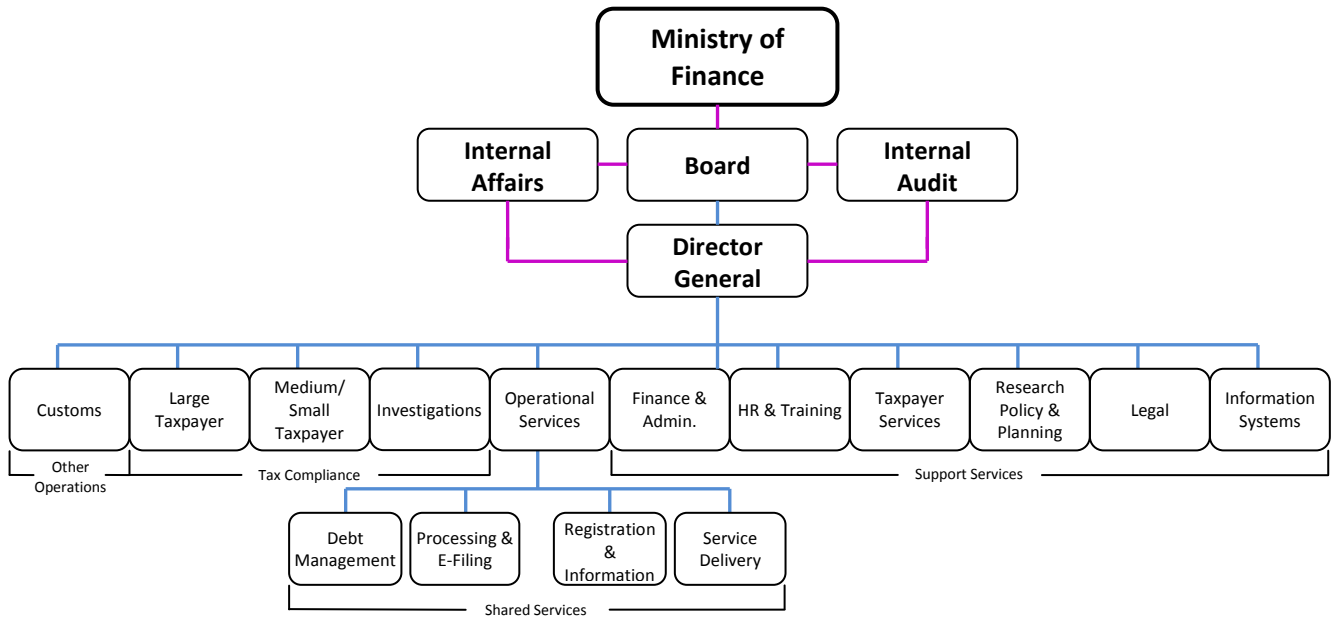 Ministry of
Finance
Internal
Affairs
Board
Internal
Audit
Director
General
Customs
Large
Taxpayer
Medium/
Small
Taxpayer
Investigations
Operational
Services
Finance &
Admin.
HR & Training
Taxpayer
Services
Research
Policy &
Planning
Legal
Information
Systems
Other
Operations
Tax Compliance
Support Services
Debt
Management
Processing &
E-Filing
Registration
&
Information
Service
Delivery
Shared Services